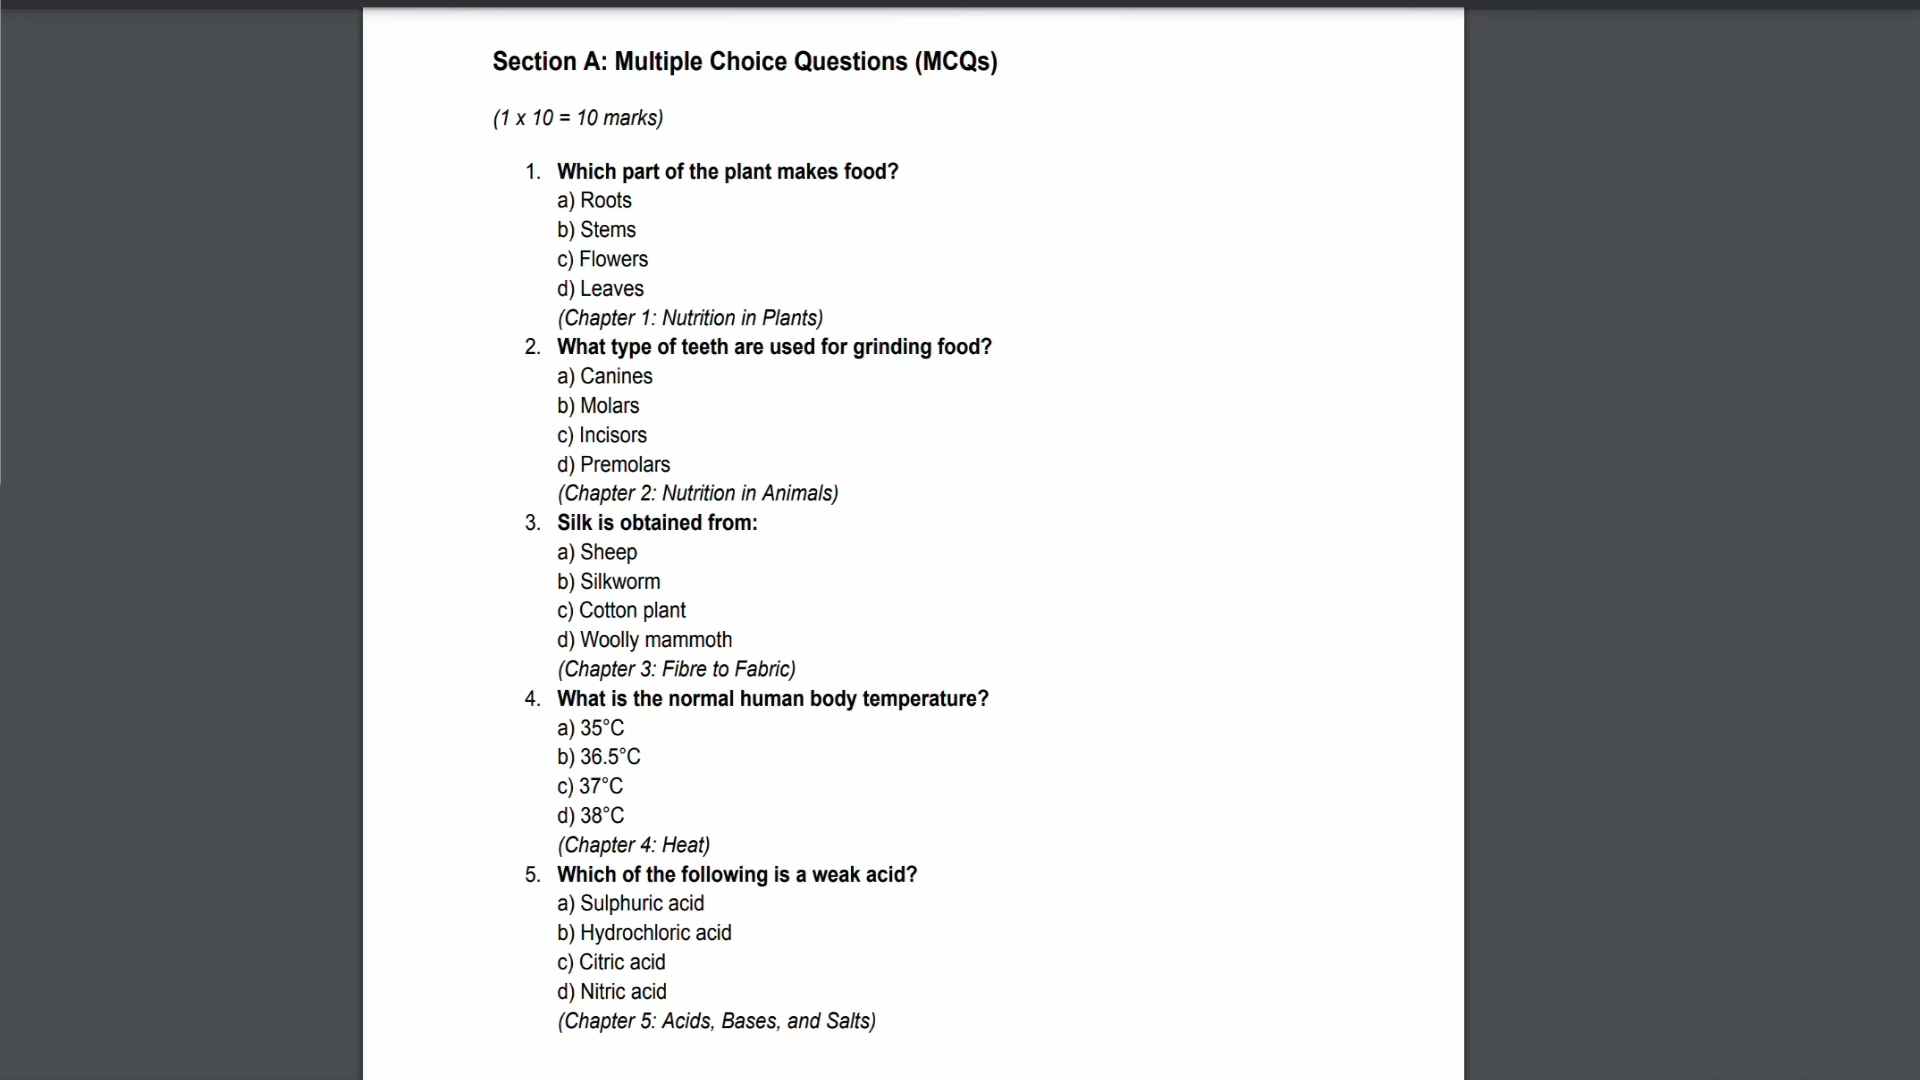 Section A: Multiple Choice Questions (MCQs)
(1 x 10 = 10 marks)
1. Which part of the plant makes food?
a) Roots
b) Stems
c) Flowers
d) Leaves
(Chapter 1: Nutrition in Plants)
2. What type of teeth are used for grinding food?
a) Canines
b) Molars
c) Incisors
d) Premolars
(Chapter 2: Nutrition in Animals)
3. Silk is obtained from:
a) Sheep
b) Silkworm
c) Cotton plant
d) Woolly mammoth
(Chapter 3: Fibre to Fabric)
4. What is the normal human body temperature?
a) 35°C
b) 36.5°C
c) 37°C
d) 38°C
(Chapter 4: Heat)
5. Which of the following is a weak acid?
a) Sulphuric acid
b) Hydrochloric acid
c) Citric acid
d) Nitric acid
(Chapter 5: Acids, Bases, and Salts)